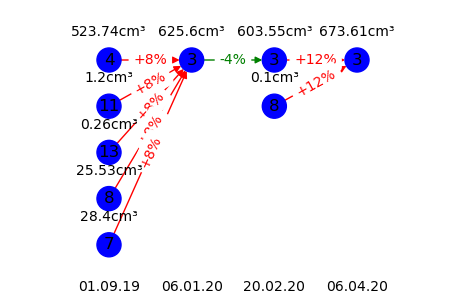 523.74cm³ 625.6cm³ 603.55cm³ 673.61cm³
4 +8% 3 -4% 3 +12% 3
1.2cm³ 0.1cm³
11 +8% 8 +12%
0.26cm³ +8%
13 +8%
25.53cm³ +8%
8
28.4cm³
7
01.09.19 06.01.20 20.02.20 06.04.20